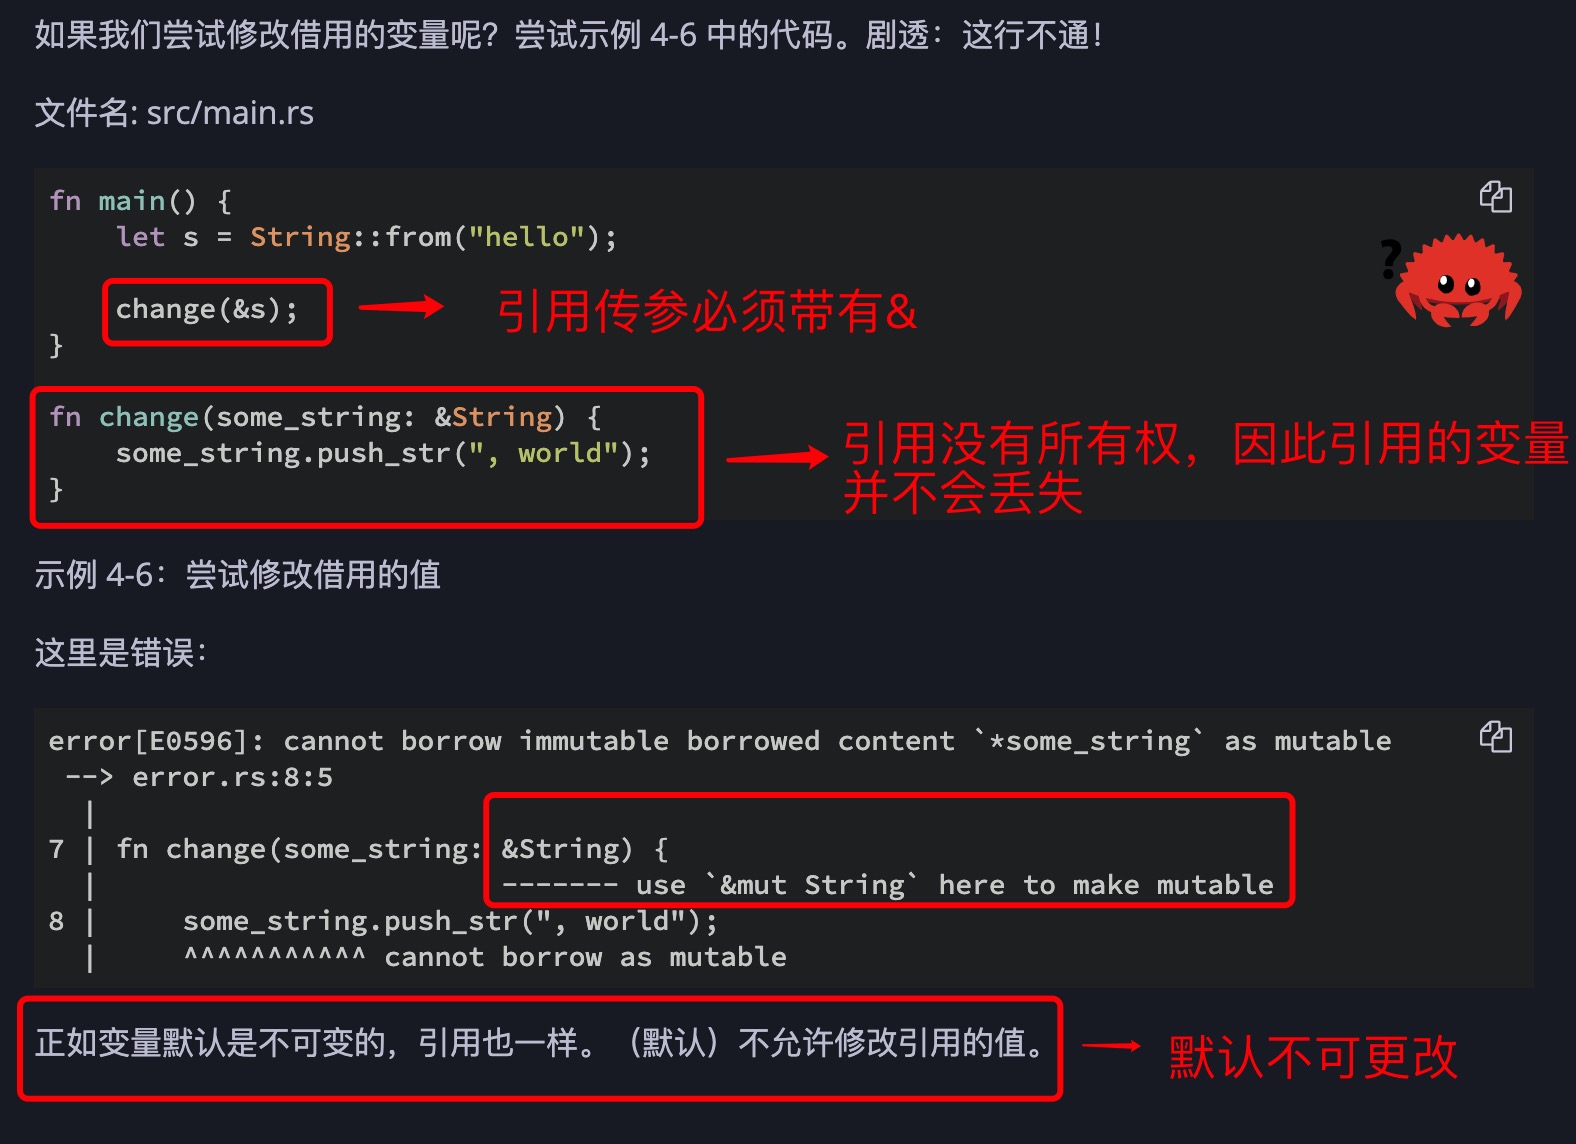 如果我们尝试修改借用的变量呢？尝试示例 4-6 中的代码。剧透：这行不通！
文件名: src/main.rs
fn main() {
    let s = String::from("hello");
    change(&s);
引用传参必须带有&
}
?
fn change(some_string: &String) {
    some_string.push_str(", world");
}
引用没有所有权，因此引用的变量
并不会丢失
示例 4-6：尝试修改借用的值
这里是错误：
error[E0596]: cannot borrow immutable borrowed content `*some_string` as mutable
 --> error.rs:8:5
  |
7 | fn change(some_string: &String) {
  |                        ------- use `&mut String` here to make mutable
8 |     some_string.push_str(", world");
  |     ^^^^^^^^^^^ cannot borrow as mutable
正如变量默认是不可变的，引用也一样。（默认）不允许修改引用的值。
默认不可更改